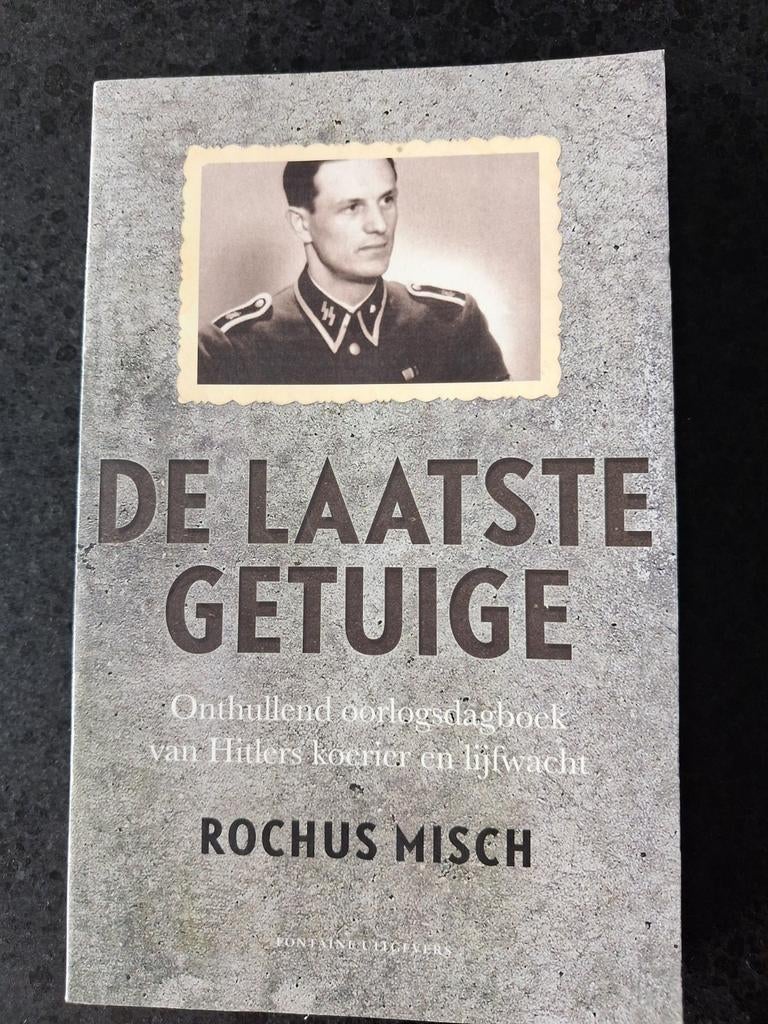 DE LAATSTE
GETUIGE
Onthullend oorlogsdagboek
van Hitlers koerier en lijfwacht
ROCHUS MISCH
FONTAINE UITGEVERS